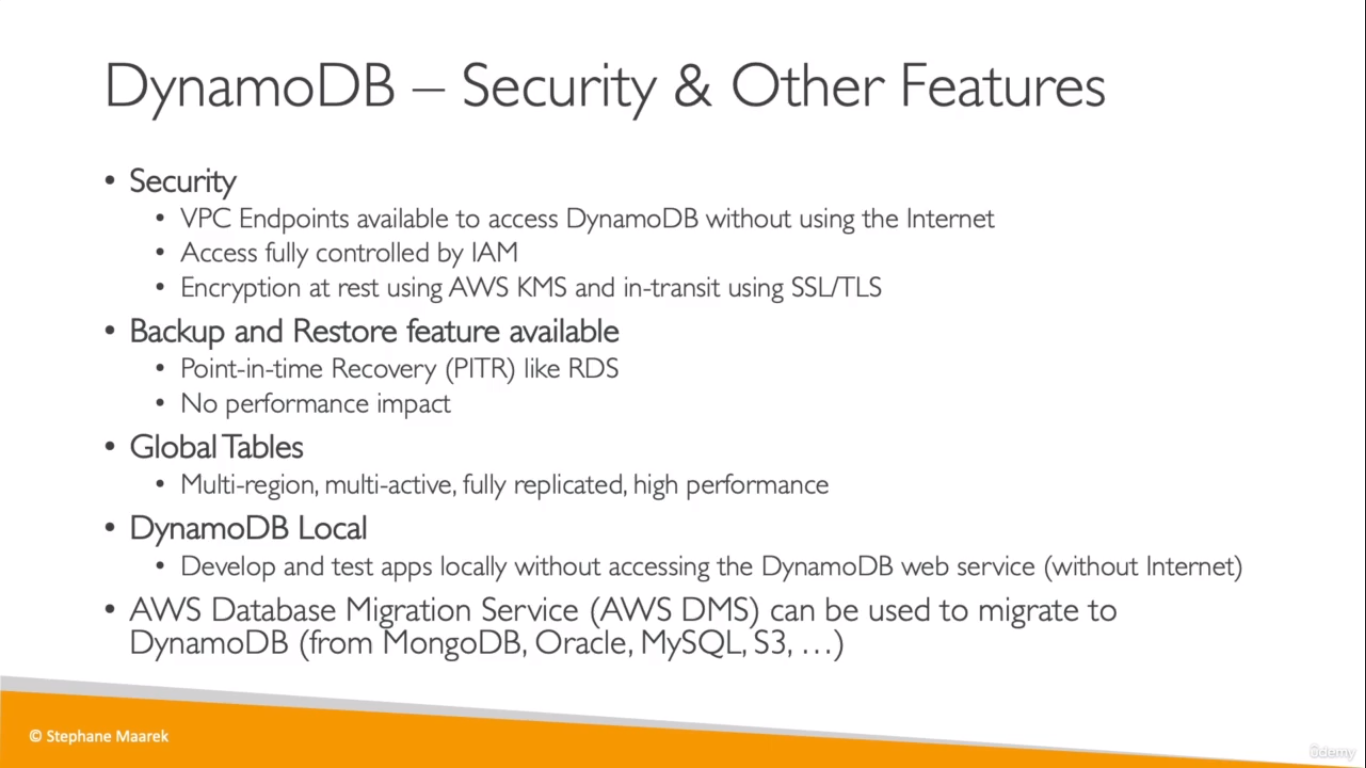 DynamoDB – Security & Other Features
• Security
• VPC Endpoints available to access DynamoDB without using the Internet
• Access fully controlled by IAM
• Encryption at rest using AWS KMS and in-transit using SSL/TLS
• Backup and Restore feature available
• Point-in-time Recovery (PITR) like RDS
• No performance impact
• Global Tables
• Multi-region, multi-active, fully replicated, high performance
• DynamoDB Local
• Develop and test apps locally without accessing the DynamoDB web service (without Internet)
• AWS Database Migration Service (AWS DMS) can be used to migrate to
DynamoDB (from MongoDB, Oracle, MySQL, S3, …)
© Stephane Maarek
ûdemy